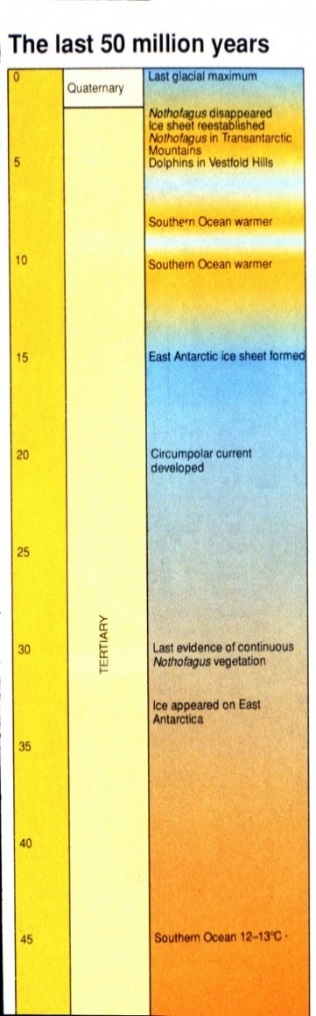 The last 50 million years
0
Last glacial maximum
Quaternary
Nothofagus disappeared
Ice sheet reestablished
Nothofagus in Transantarctic
Mountains
Dolphins in Vestfold Hills
5
Southern Ocean warmer
10
Southern Ocean warmer
15
East Antarctic ice sheet formed
20
Circumpolar current
developed
25
TERTIARY
30
Last evidence of continuous
Nothofagus vegetation
Ice appeared on East
Antarctica
35
40
45
Southern Ocean 12–13°C